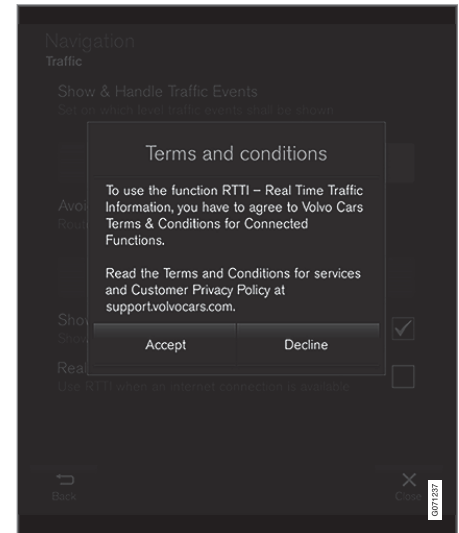 Navigation
Traffic
Show & Handle Traffic Events
Set on which level traffic events shall be shown
Terms and conditions
To use the function RTTI – Real Time Traffic
Information, you have to agree to Volvo Cars
Terms & Conditions for Connected
Functions.
Read the Terms and Conditions for services
and Customer Privacy Policy at
support.volvocars.com.
Accept Decline
Real
Use RTTI when an internet connection is available
Back Close
G071237